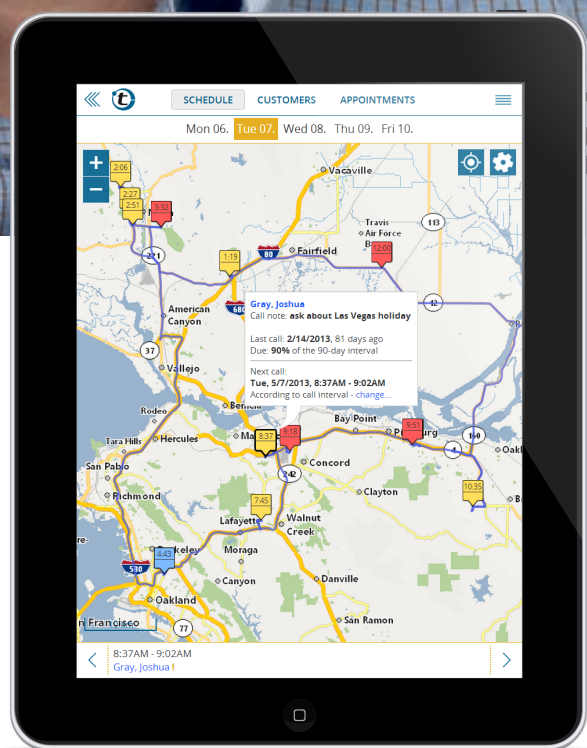 SCHEDULE CUSTOMERS APPOINTMENTS
Mon 06. Tue 07. Wed 08. Thu 09. Fri 10.
+
−
2:06
Vacaville
2:27
2:51
3:32
Travis
Air Force
113
12:00
80
Fairfield
1:19
680
12
American
Canyon
Gray, Joshua
Call note: ask about Las Vegas holiday
Last call: 2/14/2013, 81 days ago
Due: 90% of the 90-day interval
Next call:
Tue, 5/7/2013, 8:37AM - 9:02AM
According to call interval - change...
37
Vallejo
Rodeo
Hercules
Tara Hills
San Pablo
Richmond
8:37
9:18
Bay Point
9:51
4
160
Concord
242
10:35
Clayton
7:45
Lafayette
Walnut
Creek
4:43
Moraga
580
Canyon
Danville
Oakland
n Francisco
77
San Ramon
8:37AM - 9:02AM
Gray, Joshua !